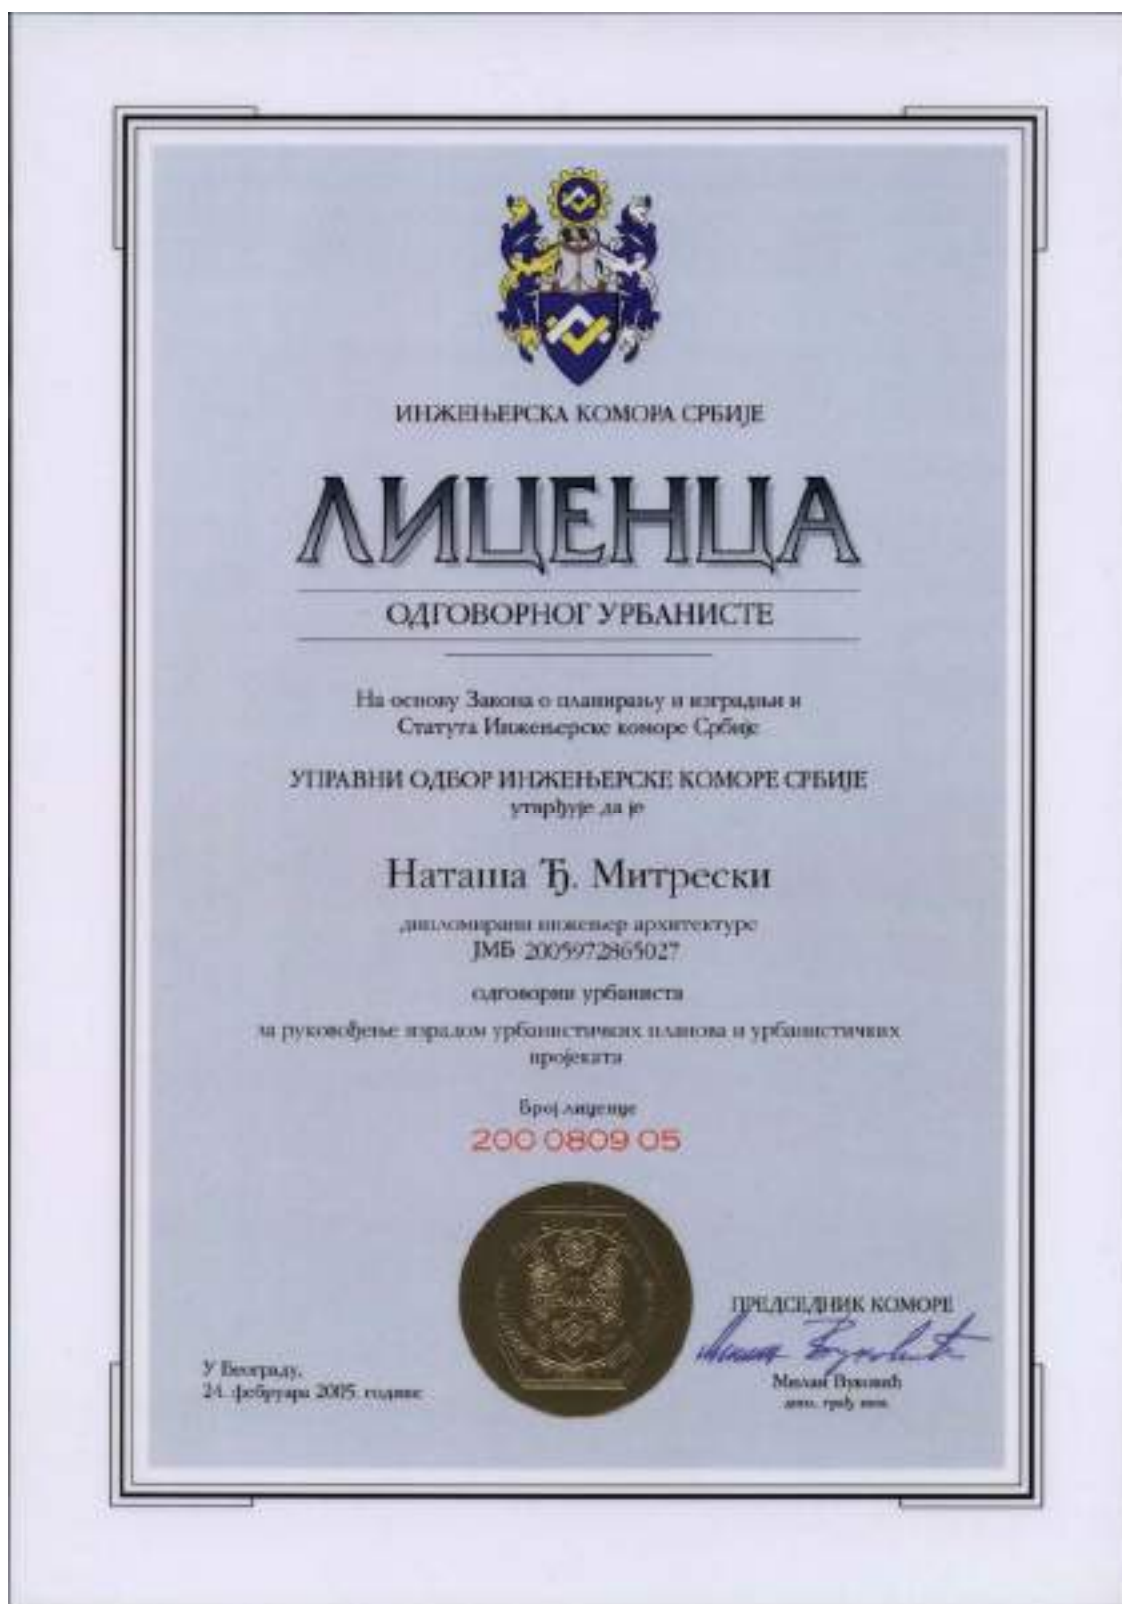 ИНЖЕЊЕРСКА КОМОРА СРБИЈЕ
ЛИЦЕНЦА
ОДГОВОРНОГ УРБАНИСТЕ
На основу Закона о планирању и изградњи и
Статута Инжењерске коморе Србије
УПРАВНИ ОДБОР ИНЖЕЊЕРСКЕ КОМОРЕ СРБИЈЕ
утврђује да је
Наташа Ђ. Митрески
дипломирани инжењер архитектуре
ЈМБ 2005972865027
одговорни урбаниста
за руковођење израдом урбанистичких планова и урбанистичких
пројеката
Број лиценце
200 0809 05
ПРЕДСЕДНИК КОМОРЕ
Милан Вуковић
дипл. грађ. инж.
У Београду,
24. фебруара 2005. године